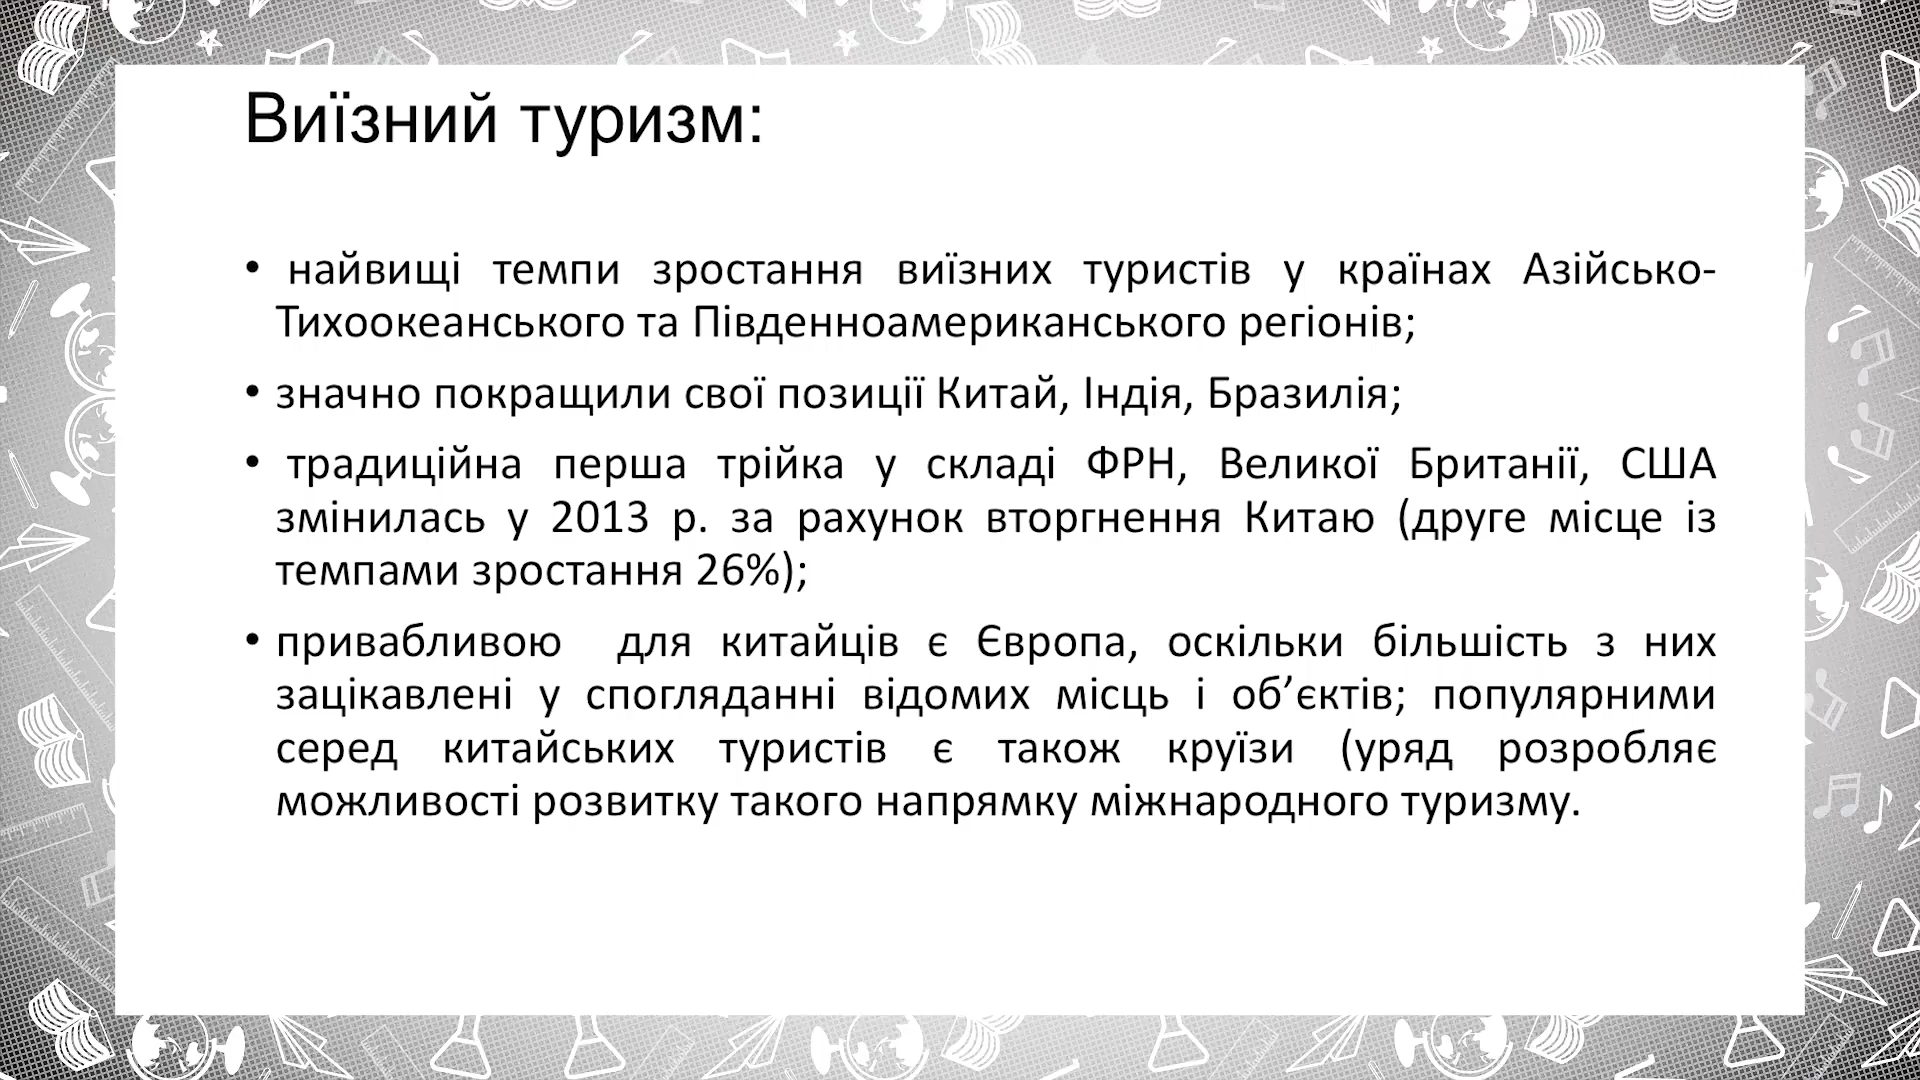 Виїзний туризм:
• найвищі темпи зростання виїзних туристів у країнах Азійсько-
Тихоокеанського та Південноамериканського регіонів;
• значно покращили свої позиції Китай, Індія, Бразилія;
• традиційна перша трійка у складі ФРН, Великої Британії, США
змінилась у 2013 р. за рахунок вторгнення Китаю (друге місце із
темпами зростання 26%);
• привабливою для китайців є Європа, оскільки більшість з них
зацікавлені у спогляданні відомих місць і об’єктів; популярними
серед китайських туристів є також круїзи (уряд розробляє
можливості розвитку такого напрямку міжнародного туризму.